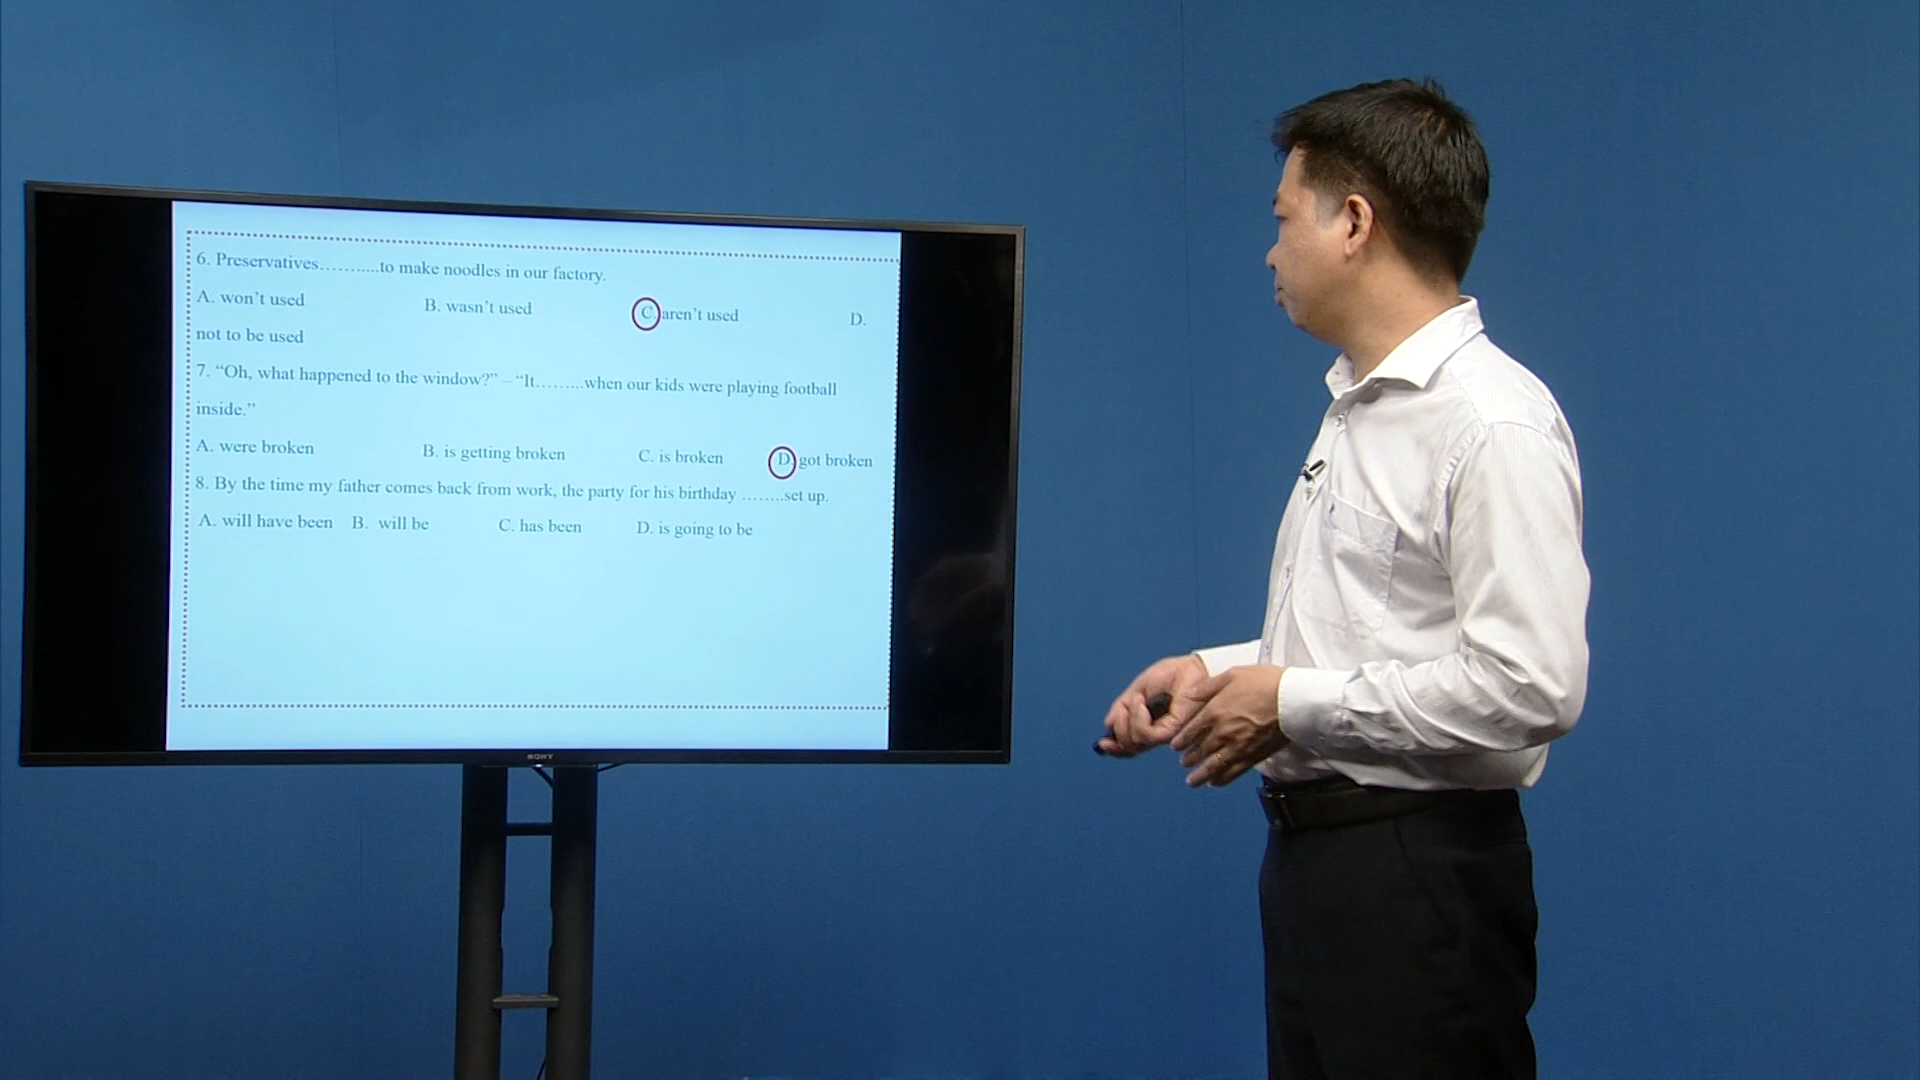 6. Preservatives...........to make noodles in our factory.
A. won't used B. wasn't used C. aren't used D.
not to be used
7. “Oh, what happened to the window?” – “It.........when our kids were playing football
inside.”
A. were broken B. is getting broken C. is broken D. got broken
8. By the time my father comes back from work, the party for his birthday ........set up.
A. will have been B. will be C. has been D. is going to be
SONY